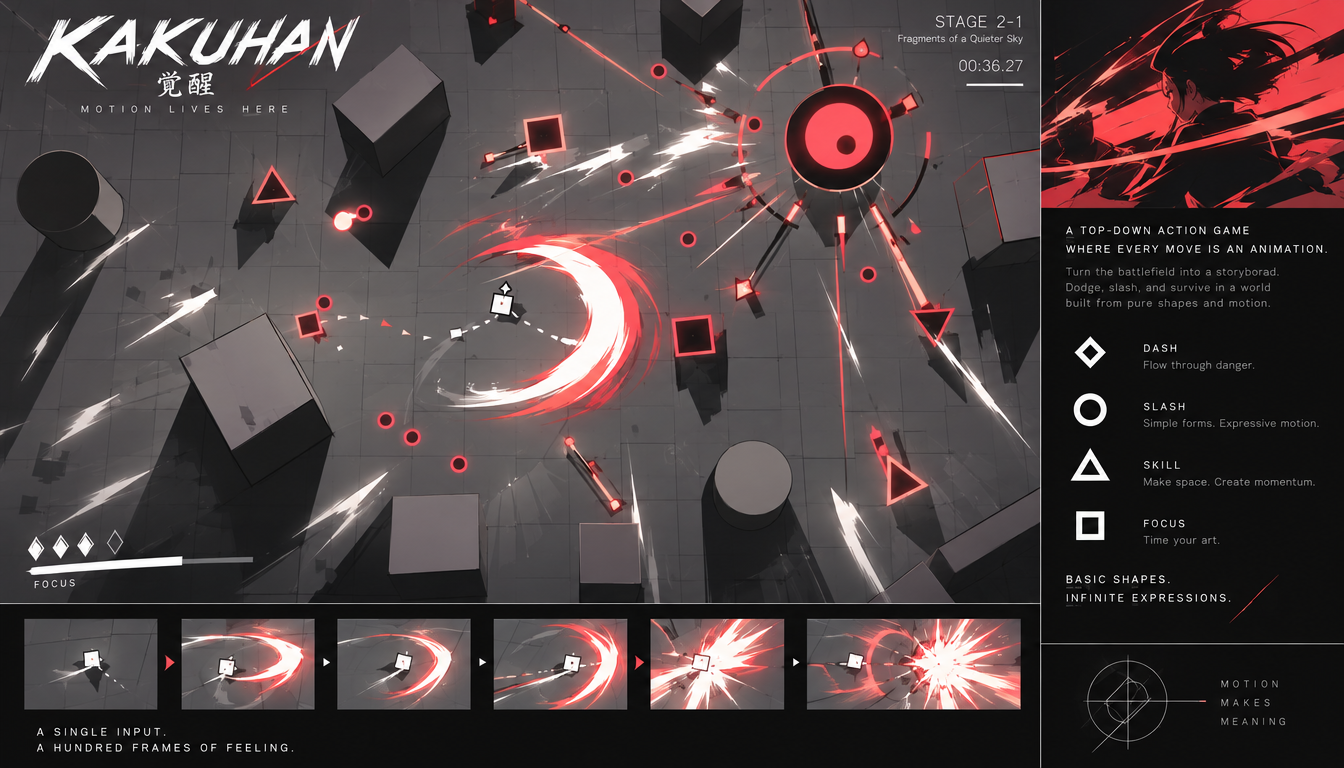 KAKUHAN
覚醒
MOTION LIVES HERE
STAGE 2-1
Fragments of a Quieter Sky
00:36.27
FOCUS
A TOP-DOWN ACTION GAME
WHERE EVERY MOVE IS AN ANIMATION.
Turn the battlefield into a storyborad.
Dodge, slash, and survive in a world
built from pure shapes and motion.
DASH
Flow through danger.
SLASH
Simple forms. Expressive motion.
SKILL
Make space. Create momentum.
FOCUS
Time your art.
BASIC SHAPES.
INFINITE EXPRESSIONS.
A SINGLE INPUT.
A HUNDRED FRAMES OF FEELING.
MOTION
MAKES
MEANING